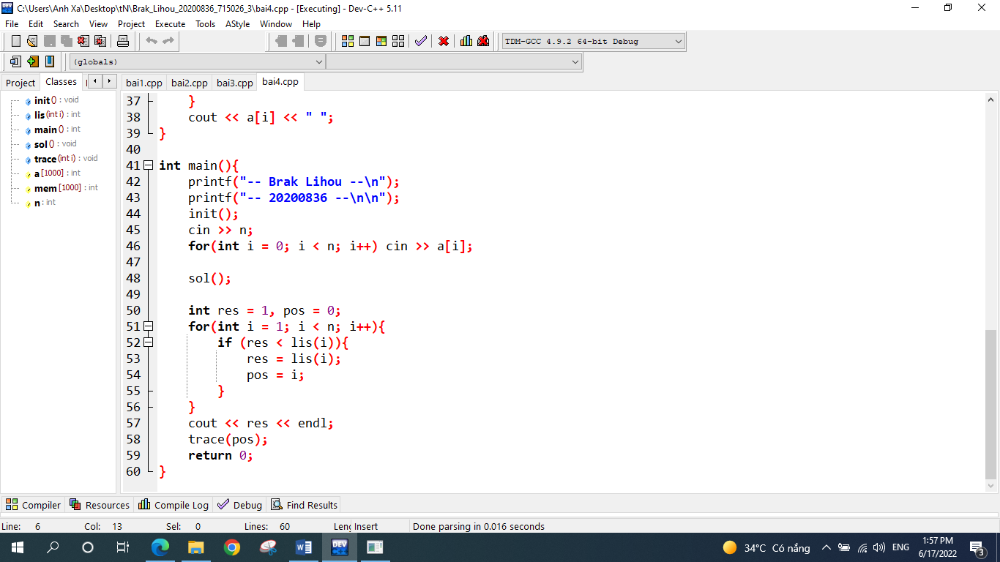 C:\Users\Anh Xa\Desktop\tN\Brak_Lihou_20200836_715026_3\bai4.cpp - [Executing] - Dev-C++ 5.11
File Edit Search View Project Execute Tools AStyle Window Help
TDM-GCC 4.9.2 64-bit Debug
(globals)
Project Classes bai1.cpp bai2.cpp bai3.cpp bai4.cpp
init () : void
lis (int i) : int
main () : int
sol () : void
trace (int i) : void
a [1000] : int
mem [1000] : int
n : int
37 }
38 cout << a[i] << " ";
39 }
40
41 int main(){
42 printf("-- Brak Lihou --\n");
43 printf("-- 20200836 --\n\n");
44 init();
45 cin >> n;
46 for(int i = 0; i < n; i++) cin >> a[i];
47
48 sol();
49
50 int res = 1, pos = 0;
51 for(int i = 1; i < n; i++){
52 if (res < lis(i)){
53 res = lis(i);
54 pos = i;
55 }
56 }
57 cout << res << endl;
58 trace(pos);
59 return 0;
60 }
Compiler Resources Compile Log Debug Find Results
Line: 6 Col: 13 Sel: 0 Lines: 60 Insert Done parsing in 0.016 seconds
34°C Có nắng ENG 1:57 PM
6/17/2022
3